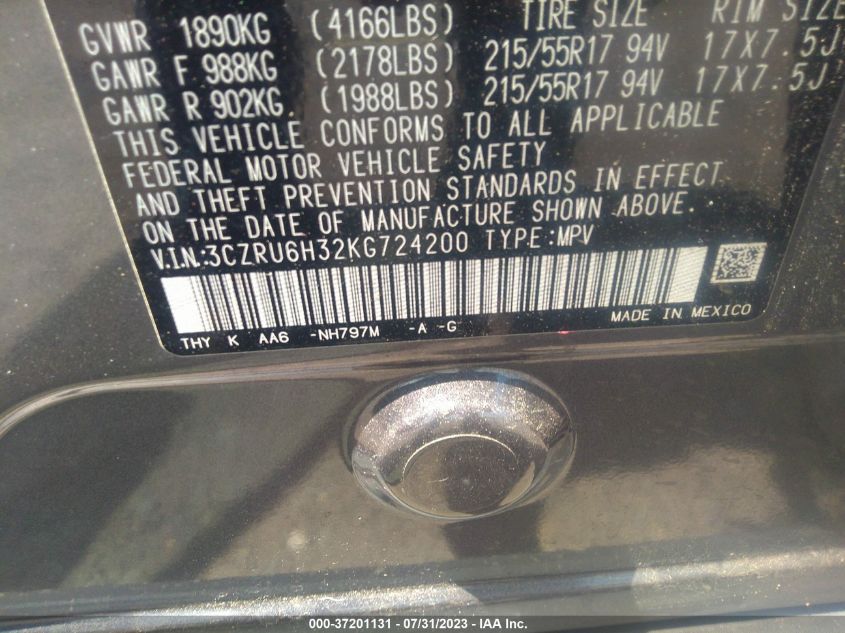 GVWR 1890KG (4166LBS) TIRE SIZE RIM SIZE
GAWR F 988KG (2178LBS) 215/55R17 94V 17X7.5J
GAWR R 902KG (1988LBS) 215/55R17 94V 17X7.5J
THIS VEHICLE CONFORMS TO ALL APPLICABLE
FEDERAL MOTOR VEHICLE SAFETY
AND THEFT PREVENTION STANDARDS IN EFFECT
ON THE DATE OF MANUFACTURE SHOWN ABOVE.
V.I.N:3CZRU6H32KG724200 TYPE:MPV
THY K AA6 -NH797M -A -G MADE IN MEXICO
000-37201131 - 07/31/2023 - © IAA Inc.